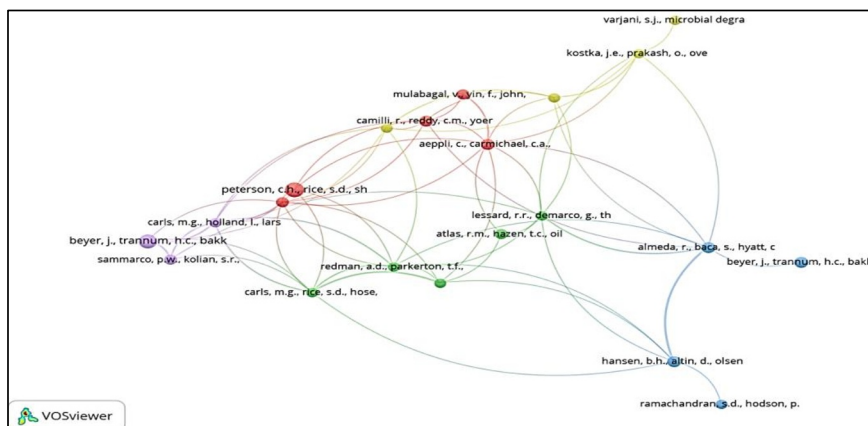 varjani, s.j., microbial degra
kostka, j.e., prakash, o., ove
mulabagal, v., yin, f., john,
camilli, r., reddy, c.m., yoer
aeppli, c., carmichael, c.a.,
peterson, c.h., rice, s.d., sh
carls, m.g., holland, l., lars
lessard, r.r., demarco, g., th
beyer, j., trannum, h.c., bakk
atlas, r.m., hazen, t.c., oil
almeda, r., baca, s., hyatt, c
sammarco, p.w., kolian, s.r.,
beyer, j., trannum, h.c., bakk
redman, a.d., parkerton, t.f.,
carls, m.g., rice, s.d., hose,
hansen, b.h., altin, d., olsen
ramachandran, s.d., hodson, p.
VOSviewer